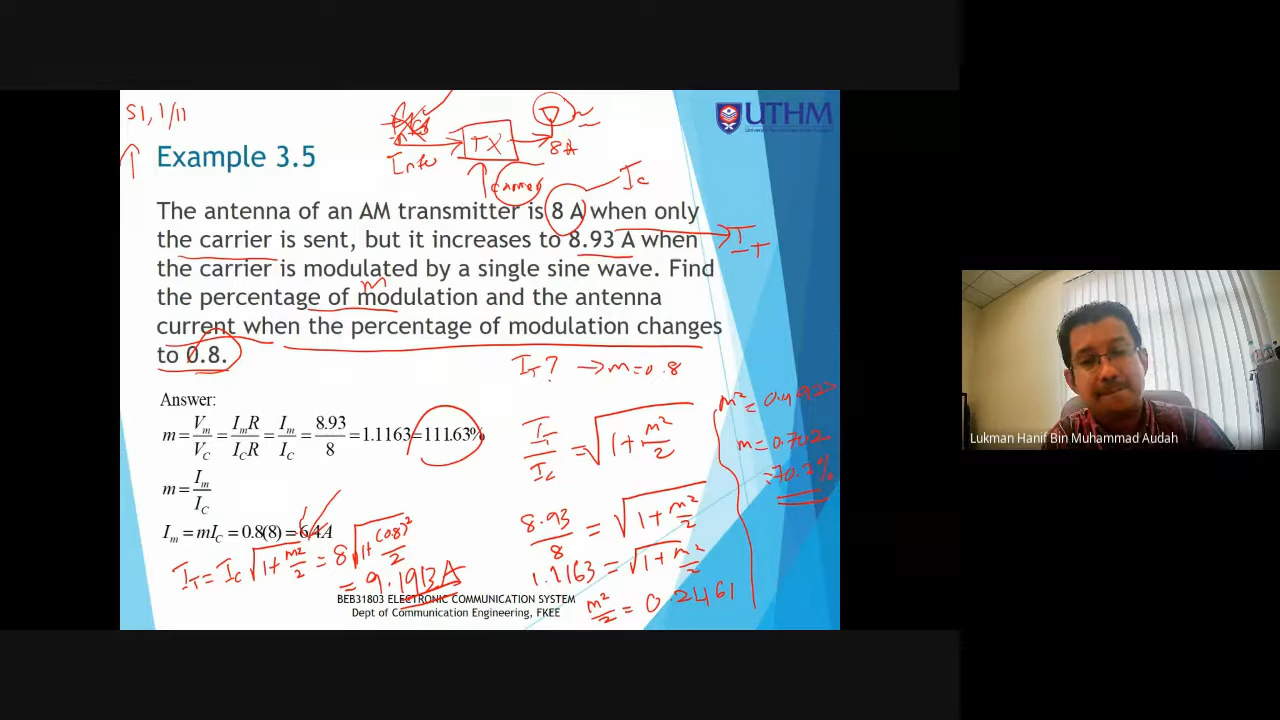 S1, 1/11
Info
TX
8A
carrier
Ic
UTHM
Example 3.5
The antenna of an AM transmitter is 8 A when only
the carrier is sent, but it increases to 8.93 A when
IT
the carrier is modulated by a single sine wave. Find
m
the percentage of modulation and the antenna
current when the percentage of modulation changes
to 0.8.
IT? → m=0.8
Answer:
m = Vm/VC = ImR/ICR = Im/IC = 8.93/8 = 1.1163 = 111.63%
m = Im/IC
Im = mIC = 0.8(8) = 6.4A
IT = Ic √(1+m²/2) = 8 √(1+(0.8)²/2)
= 9.1913A
IT/Ic = √(1+m²/2)
8.93/8 = √(1+m²/2)
1.1163 = √(1+m²/2)
m²/2 = 0.2461
m² = 0.4923
m = 0.702
= 70.2%
BEB31803 ELECTRONIC COMMUNICATION SYSTEM
Dept of Communication Engineering, FKEE
Lukman Hanif Bin Muhammad Audah